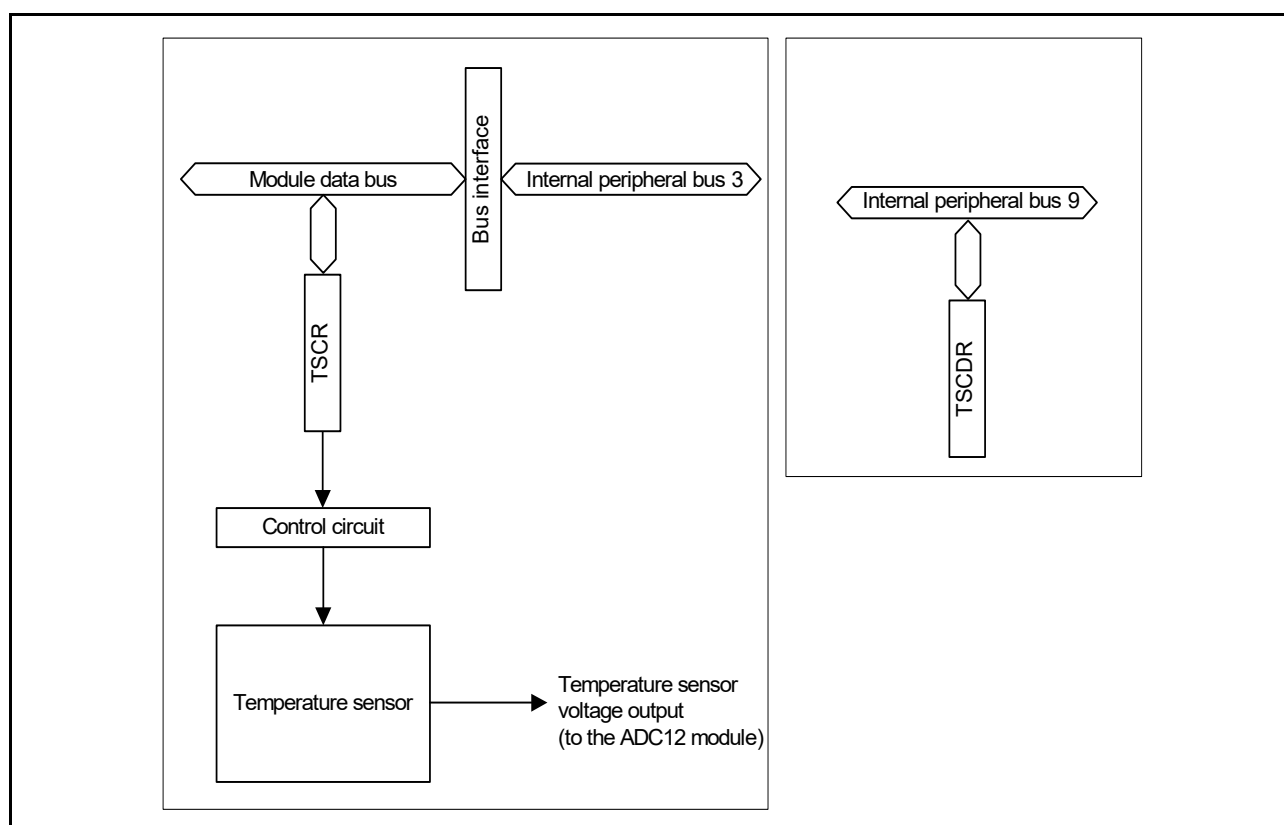 Module data bus
Bus interface
Internal peripheral bus 3
TSCR
Control circuit
Temperature sensor
Temperature sensor
voltage output
(to the ADC12 module)
Internal peripheral bus 9
TSCDR